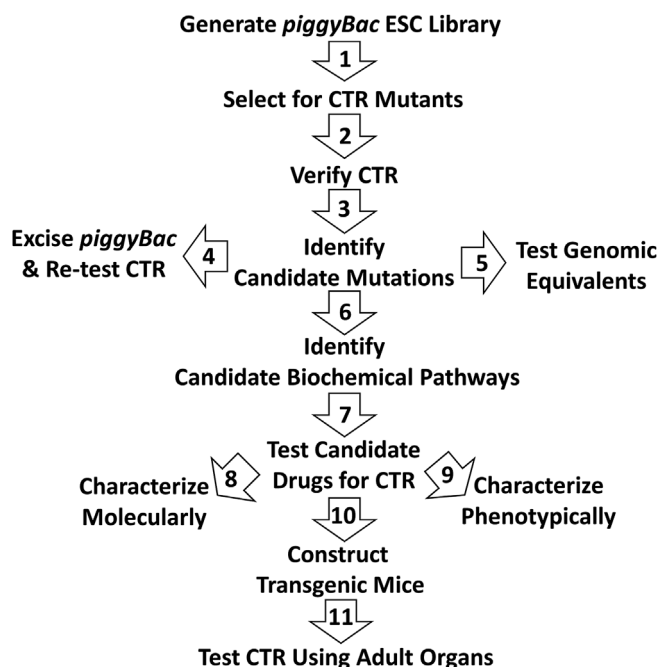 Generate piggyBac ESC Library
1
Select for CTR Mutants
2
Verify CTR
3
Excise piggyBac
& Re-test CTR
4
Identify
Candidate Mutations
5
Test Genomic
Equivalents
6
Identify
Candidate Biochemical Pathways
7
Test Candidate
Drugs for CTR
8
Characterize
Molecularly
9
Characterize
Phenotypically
10
Construct
Transgenic Mice
11
Test CTR Using Adult Organs